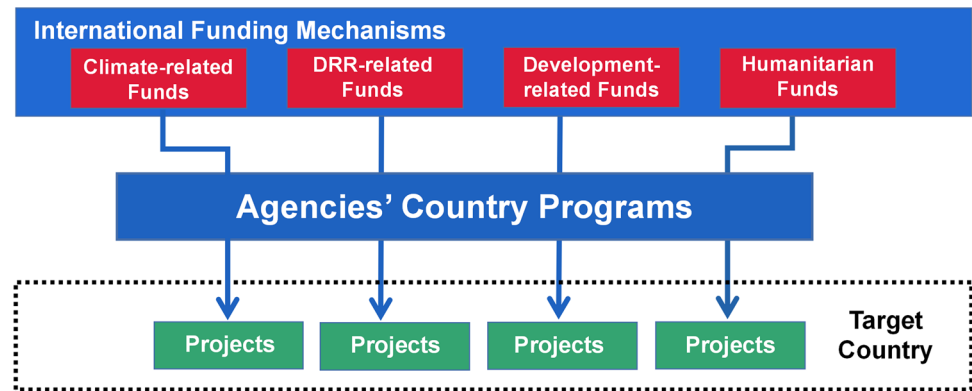 International Funding Mechanisms
Climate-related
Funds
DRR-related
Funds
Development-
related Funds
Humanitarian
Funds
Agencies’ Country Programs
Projects
Projects
Projects
Projects
Target
Country